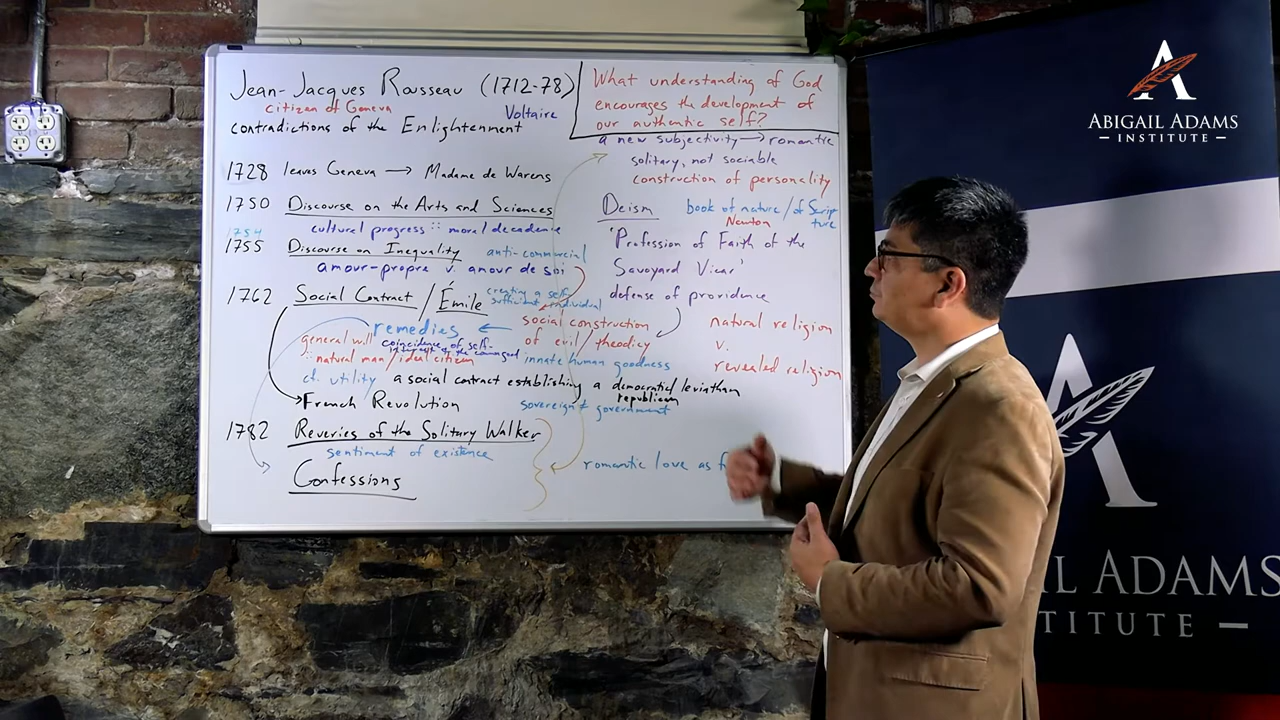 Jean-Jacques Rousseau (1712-78)
citizen of Geneva
Voltaire
contradictions of the Enlightenment
1728 leaves Geneva → Madame de Warens
1750 Discourse on the Arts and Sciences
cultural progress :: moral decadence
1754
1755 Discourse on Inequality
anti-commercial
amour-propre v. amour de soi
1762 Social Contract / Émile
creating a self-
sufficient individual
remedies ←
social construction
of evil/theodicy
general will
coincidence of self-
:: natural man/ideal citizen
innate human goodness
cf. utility
a social contract establishing a democratic/leviathan
republican
French Revolution
sovereign ≠ government
1782 Reveries of the Solitary Walker
sentiment of existence
Confessions
romantic love as
What understanding of God
encourages the development of
our authentic self?
a new subjectivity → romantic
solitary, not sociable
construction of personality
Deism
book of nature / of Scrip
ture
Newton
'Profession of Faith of the
Savoyard Vicar'
defense of providence
natural religion
v.
revealed religion
ABIGAIL ADAMS
INSTITUTE
IL ADAMS
TITUTE